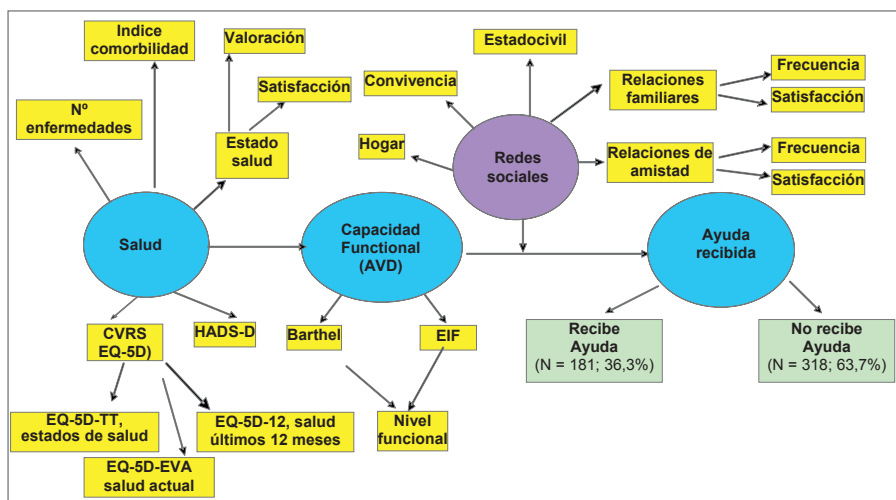 Indice
comorbilidad
Valoración
Satisfacción
Nº
enfermedades
Estado
salud
Estadocivil
Convivencia
Hogar
Redes
sociales
Relaciones
familiares
Frecuencia
Satisfacción
Relaciones de
amistad
Frecuencia
Satisfacción
Salud
Capacidad
Functional
(AVD)
Ayuda
recibida
CVRS
EQ-5D)
HADS-D
Barthel
EIF
Recibe
Ayuda
(N = 181; 36,3%)
No recibe
Ayuda
(N = 318; 63,7%)
EQ-5D-TT,
estados de salud
EQ-5D-12, salud
últimos 12 meses
Nivel
funcional
EQ-5D-EVA
salud actual